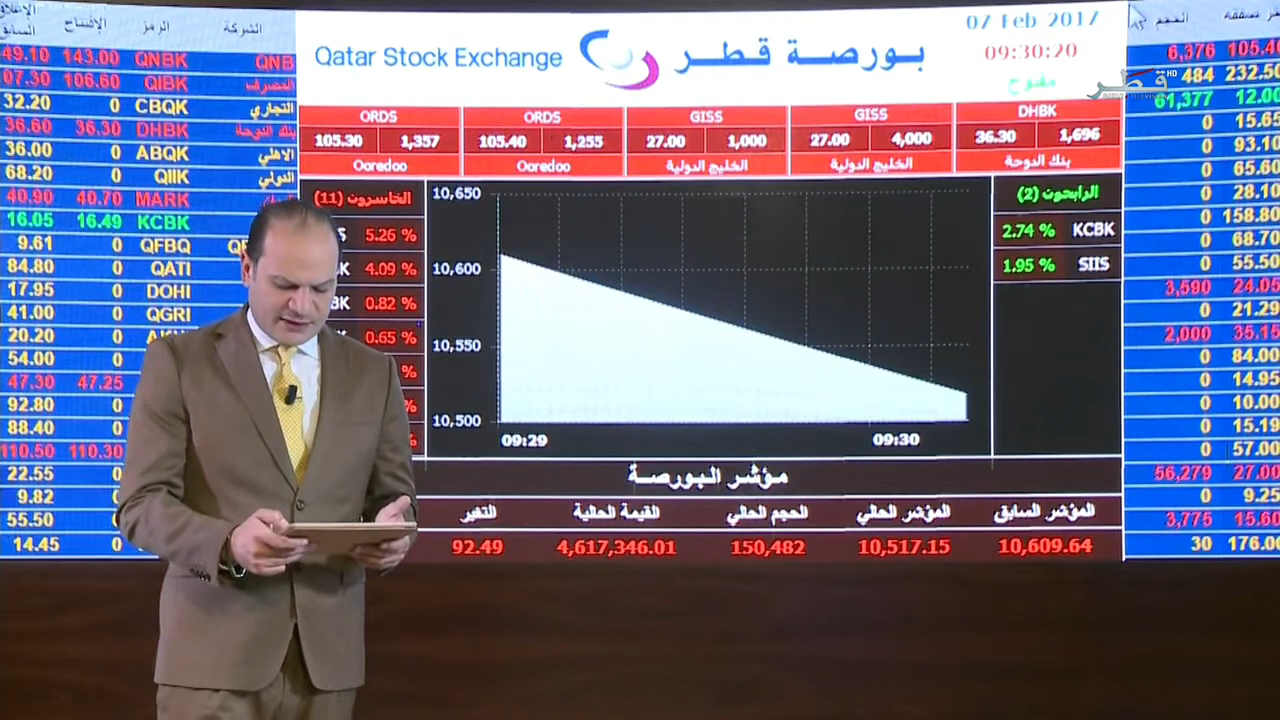 07 Feb 2017
Qatar Stock Exchange
بورصة قطر
09:30:20
مفتوح
قطر HD
ORDS ORDS GISS GISS DHBK
105.30 1,357 105.40 1,255 27.00 1,000 27.00 4,000 36.30 1,696
Ooredoo Ooredoo الخليج الدولية الخليج الدولية بنك الدوحة
الخاسرون (11)
5.26 %
4.09 %
0.82 %
0.65 %
10,650
10,600
10,550
10,500
09:29 09:30
الرابحون (2)
2.74 % KCBK
1.95 % SIIS
مؤشر البورصة
المؤشر السابق المؤشر الحالي الحجم الحالي القيمة الحالية التغير
92.49 4,617,346.01 150,482 10,517.15 10,609.64
الإفتتاح الرمز الشركة
49.10 143.00 QNBK QNB
07.30 106.60 QIBK المصرف
32.20 0 CBQK التجاري
36.60 36.30 DHBK بنك الدوحة
36.00 0 ABQK الاهلي
68.20 0 QIIK الدولي
40.90 40.70 MARK
16.05 16.49 KCBK
9.61 0 QFBQ
84.80 0 QATI
17.95 0 DOHI
41.00 0 QGRI
20.20 0
54.00 0
47.30 47.25
92.80 0
88.40 0
110.50 110.30
22.55 0
9.82 0
55.50 0
14.45 0
الحجم صفقة
6,376 105.4
484 232.50
61,377 12.00
0 15.65
0 93.10
0 65.60
0 28.10
0 158.80
0 68.70
0 55.50
3,590 24.05
0 21.29
2,000 35.15
0 84.00
0 14.95
0 10.00
0 15.19
0 57.00
56,279 27.00
0 9.25
3,775 15.60
30 176.00